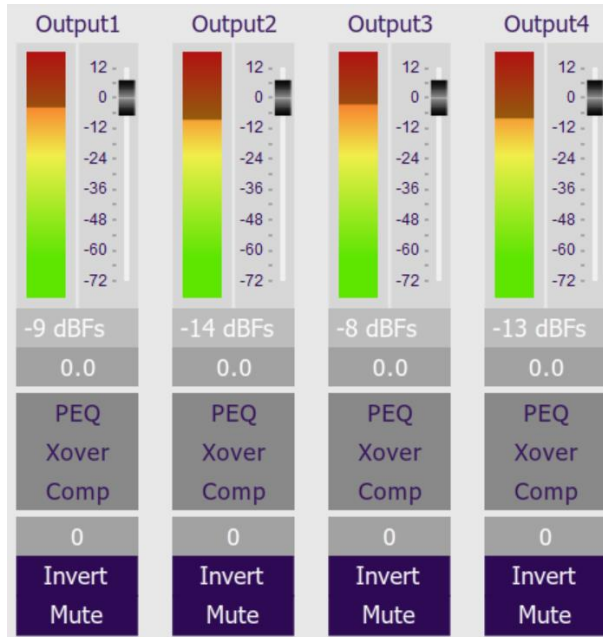 Output1
12
0
-12
-24
-36
-48
-60
-72
-9 dBFs
0.0
PEQ
Xover
Comp
0
Invert
Mute
Output2
12
0
-12
-24
-36
-48
-60
-72
-14 dBFs
0.0
PEQ
Xover
Comp
0
Invert
Mute
Output3
12
0
-12
-24
-36
-48
-60
-72
-8 dBFs
0.0
PEQ
Xover
Comp
0
Invert
Mute
Output4
12
0
-12
-24
-36
-48
-60
-72
-13 dBFs
0.0
PEQ
Xover
Comp
0
Invert
Mute